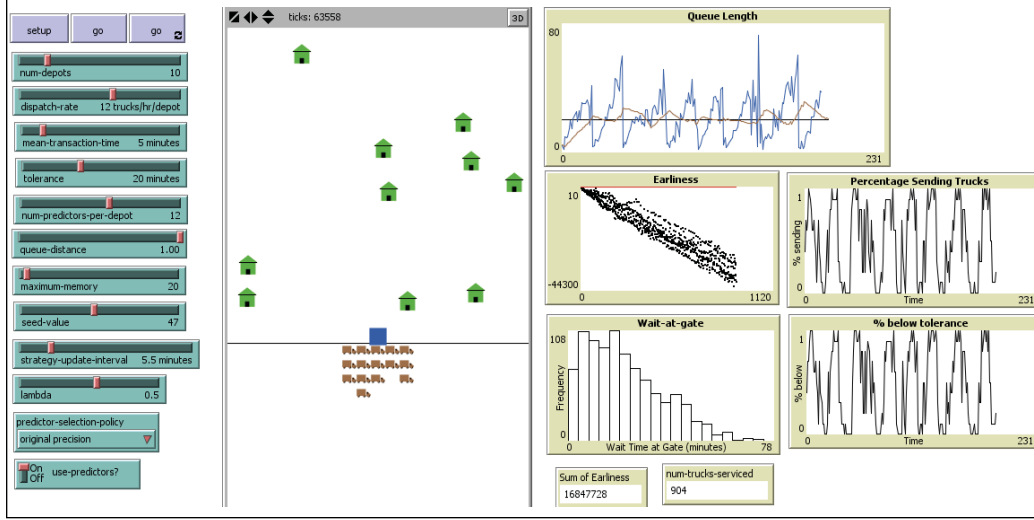 setup
go
go
num-depots 10
dispatch-rate 12 trucks/hr/depot
mean-transaction-time 5 minutes
tolerance 20 minutes
num-predictors-per-depot 12
queue-distance 1.00
maximum-memory 20
seed-value 47
strategy-update-interval 5.5 minutes
lambda 0.5
predictor-selection-policy
original precision
On
Off
use-predictors?
ticks: 63558
3D
Queue Length
80
0
0 231
Earliness
10
-44300
0 1120
Percentage Sending Trucks
1
% sending
0
0 Time 231
Wait-at-gate
108
Frequency
0
0 Wait Time at Gate (minutes) 78
% below tolerance
1
% below
0
0 Time 231
Sum of Earliness
16847728
num-trucks-serviced
904